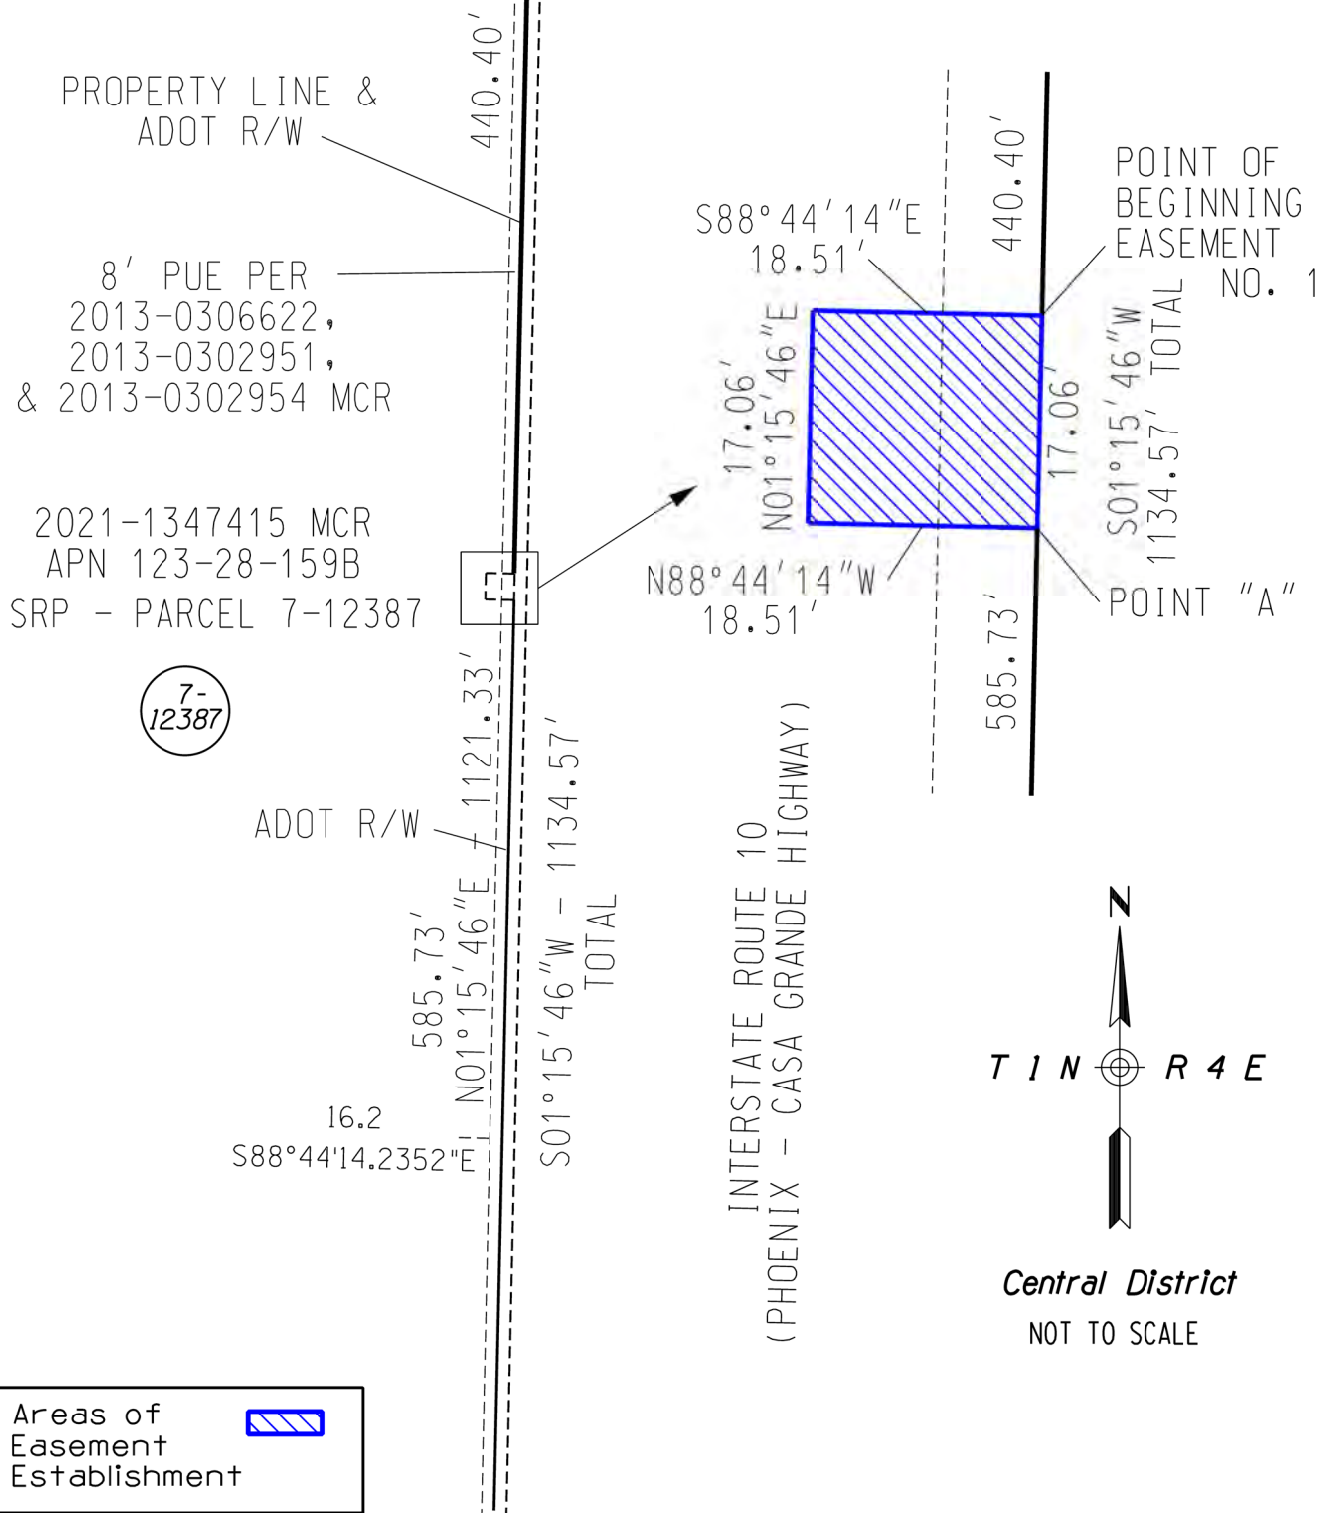 440.40'
PROPERTY LINE &
ADOT R/W
8' PUE PER
2013-0306622,
2013-0302951,
& 2013-0302954 MCR
2021-1347415 MCR
APN 123-28-159B
SRP - PARCEL 7-12387
7-
12387
ADOT R/W
585.73'
N01°15'46"E - 1121.33'
S01°15'46"W - 1134.57'
TOTAL
16.2
S88°44'14.2352"E
S88°44'14"E
18.51'
440.40'
POINT OF
BEGINNING
EASEMENT
NO. 1
17.06'
N01°15'46"E
17.06'
S01°15'46"W
1134.57' TOTAL
N88°44'14"W
18.51'
585.73'
POINT "A"
INTERSTATE ROUTE 10
(PHOENIX - CASA GRANDE HIGHWAY)
N
T 1 N R 4 E
Central District
NOT TO SCALE
Areas of
Easement
Establishment